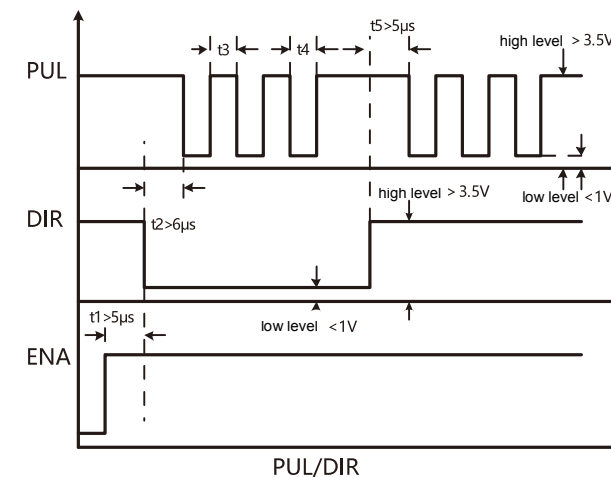 t5>5μs
high level > 3.5V
t3
t4
PUL
low level <1V
high level > 3.5V
DIR
t2>6μs
t1>5μs
low level <1V
ENA
PUL/DIR